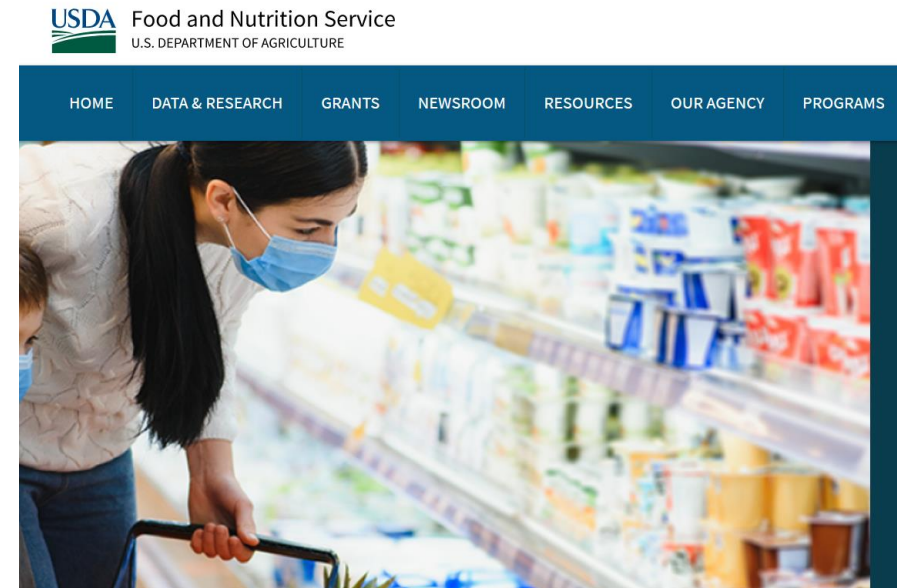 USDA
Food and Nutrition Service
U.S. DEPARTMENT OF AGRICULTURE
HOME DATA & RESEARCH GRANTS NEWSROOM RESOURCES OUR AGENCY PROGRAMS